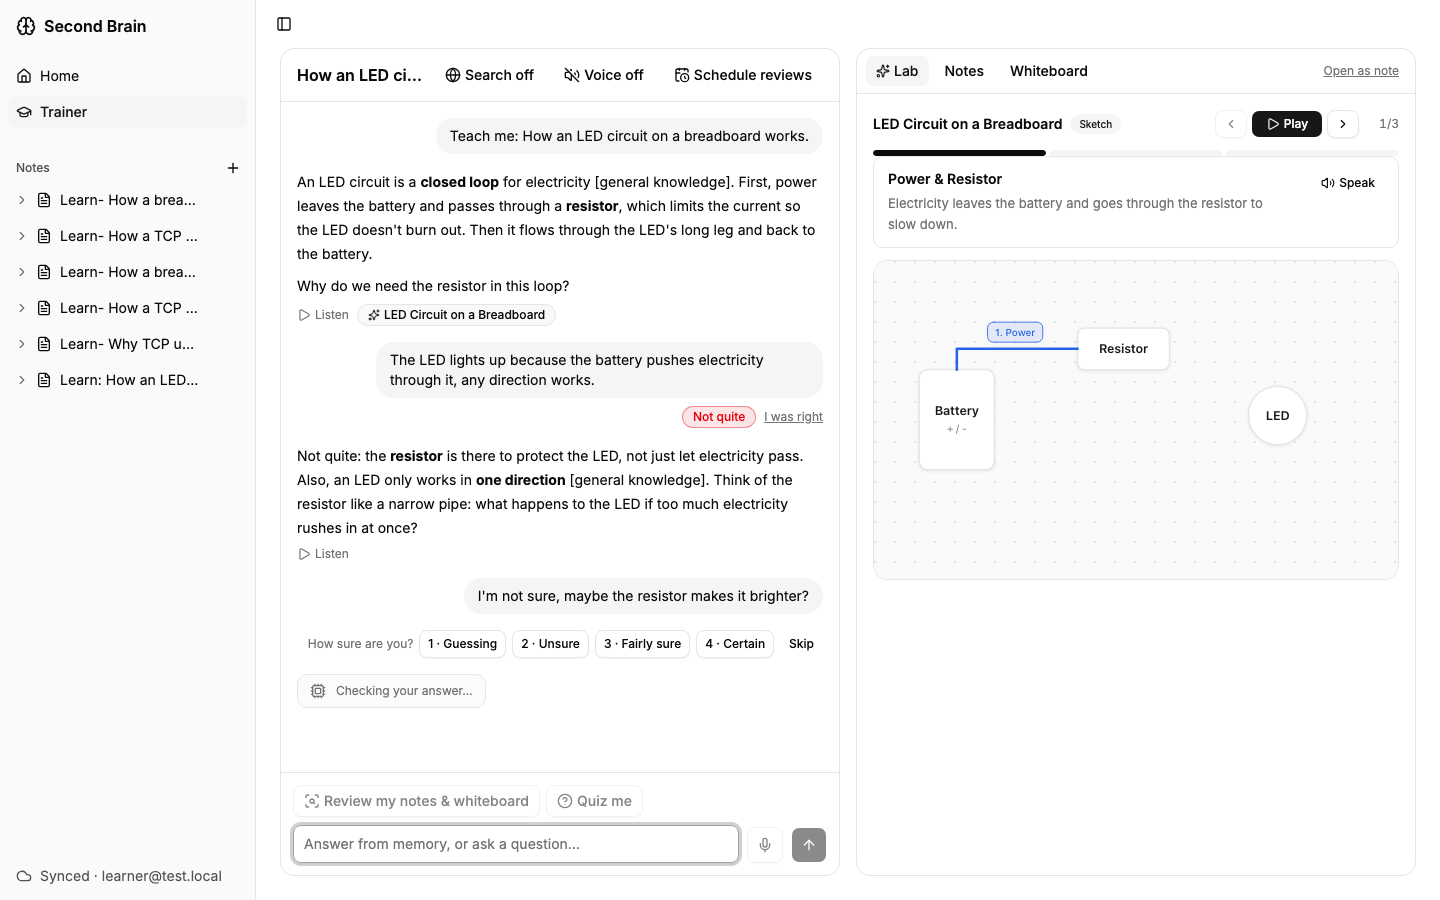 Second Brain
Home
Trainer
Notes
Learn- How a brea...
Learn- How a TCP ...
Learn- How a brea...
Learn- How a TCP ...
Learn- Why TCP u...
Learn: How an LED...
Synced · learner@test.local
How an LED ci...
Search off
Voice off
Schedule reviews
Teach me: How an LED circuit on a breadboard works.
An LED circuit is a closed loop for electricity [general knowledge]. First, power
leaves the battery and passes through a resistor, which limits the current so
the LED doesn't burn out. Then it flows through the LED's long leg and back to
the battery.
Why do we need the resistor in this loop?
Listen
LED Circuit on a Breadboard
The LED lights up because the battery pushes electricity
through it, any direction works.
Not quite
I was right
Not quite: the resistor is there to protect the LED, not just let electricity pass.
Also, an LED only works in one direction [general knowledge]. Think of the
resistor like a narrow pipe: what happens to the LED if too much electricity
rushes in at once?
Listen
I'm not sure, maybe the resistor makes it brighter?
How sure are you?
1 · Guessing
2 · Unsure
3 · Fairly sure
4 · Certain
Skip
Checking your answer...
Review my notes & whiteboard
Quiz me
Answer from memory, or ask a question...
Lab
Notes
Whiteboard
Open as note
LED Circuit on a Breadboard
Sketch
Play
1/3
Power & Resistor
Electricity leaves the battery and goes through the resistor to
slow down.
Speak
1. Power
Resistor
Battery
+ / -
LED